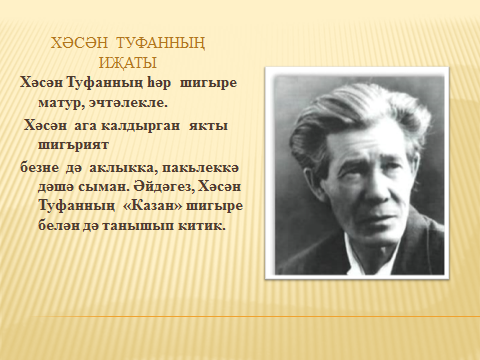 ХӘСӘН ТУФАННЫҢ
ИҖАТЫ
Хәсән Туфанның һәр шигыре
матур, эчтәлекле.
Хәсән ага калдырган якты
шигърият
безне дә аклыкка, пакьлеккә
дәшә сыман. Әйдәгез, Хәсән
Туфанның «Казан» шигыре
белән дә танышып китик.